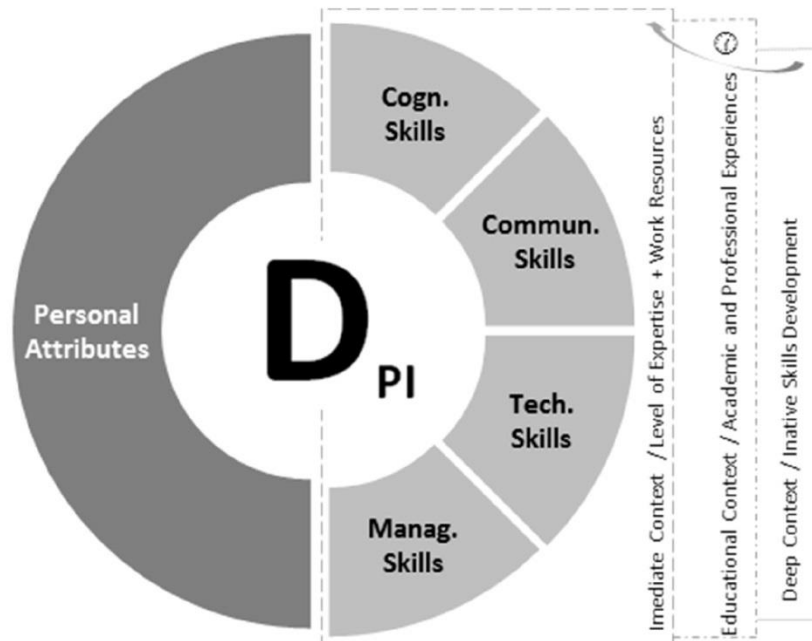 Cogn.
Skills
Commun.
Skills
Personal
Attributes
D PI
Tech.
Skills
Manag.
Skills
Imediate Context /Level of Expertise + Work Resources
Educational Context / Academic and Professional Experiences
Deep Context / Inative Skills Development